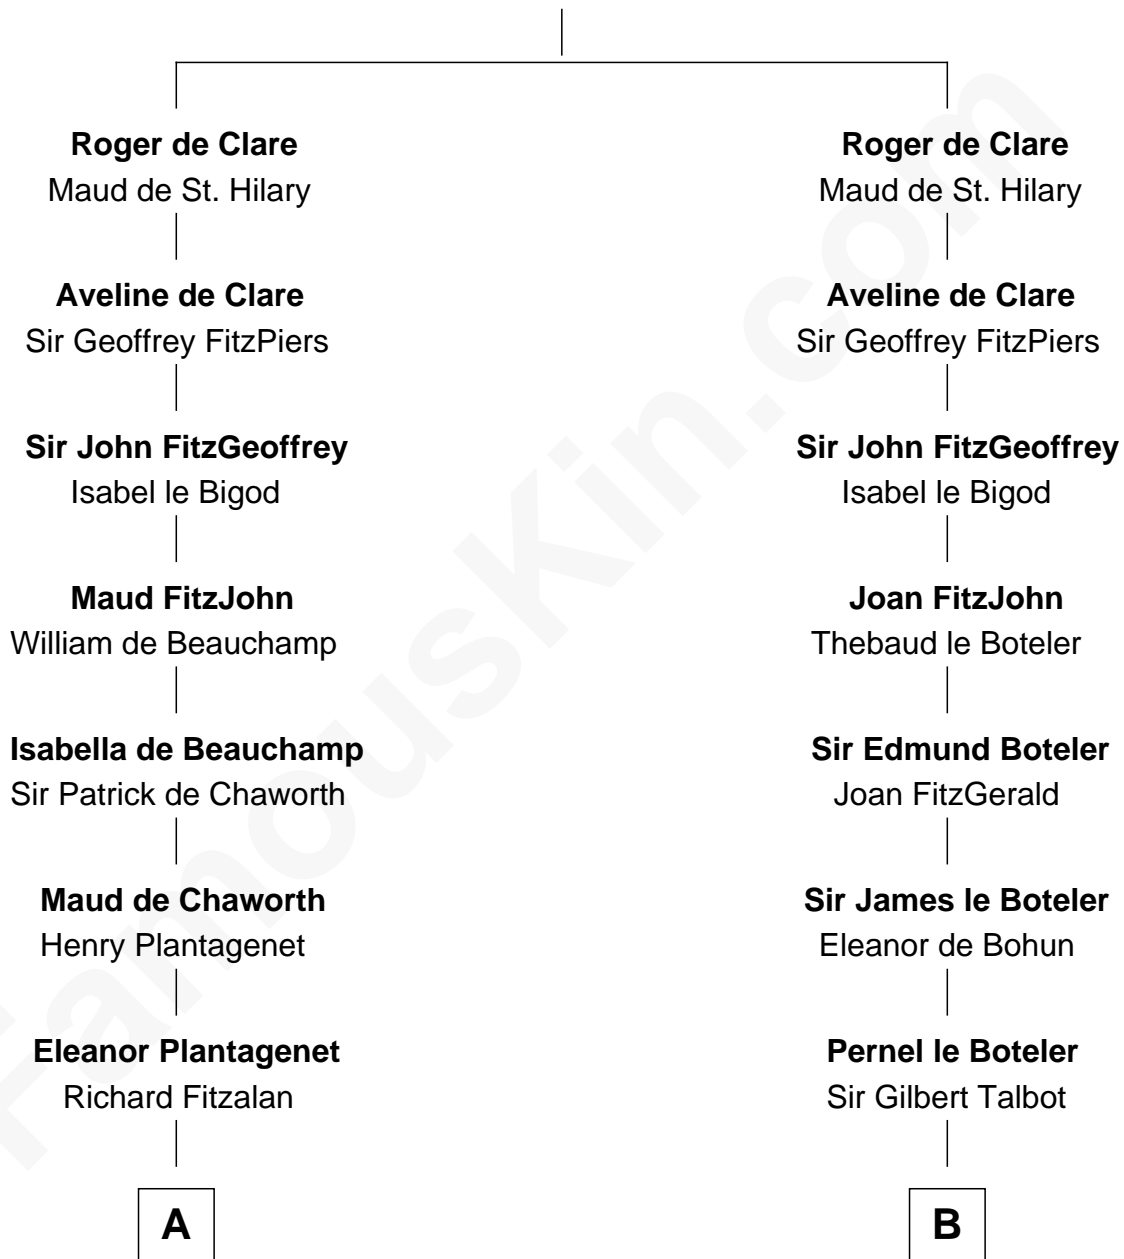 Roger de Clare
Maud de St. Hilary
Aveline de Clare
Sir Geoffrey FitzPiers
Sir John FitzGeoffrey
Isabel le Bigod
Maud FitzJohn
William de Beauchamp
Isabella de Beauchamp
Sir Patrick de Chaworth
Maud de Chaworth
Henry Plantagenet
Eleanor Plantagenet
Richard Fitzalan
A
Roger de Clare
Maud de St. Hilary
Aveline de Clare
Sir Geoffrey FitzPiers
Sir John FitzGeoffrey
Isabel le Bigod
Joan FitzJohn
Thebaud le Boteler
Sir Edmund Boteler
Joan FitzGerald
Sir James le Boteler
Eleanor de Bohun
Pernel le Boteler
Sir Gilbert Talbot
B
FamousKin.com